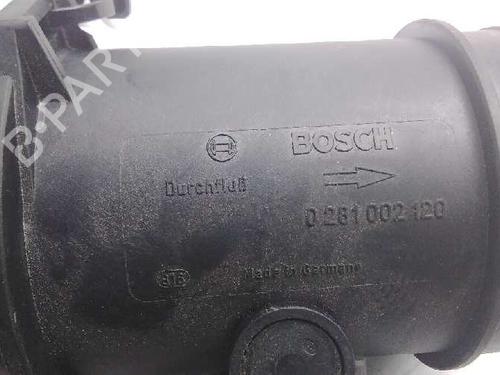 B-PARTS
BOSCH
Durchfluß
0 281 002 120
Made in Germany